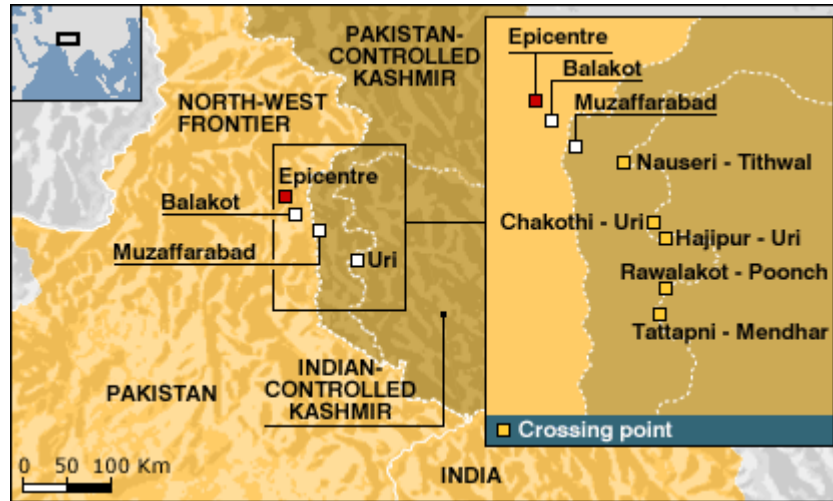 PAKISTAN-
CONTROLLED
KASHMIR
NORTH-WEST
FRONTIER
Epicentre
Balakot
Muzaffarabad
Uri
INDIAN-
CONTROLLED
KASHMIR
PAKISTAN
INDIA
0 50 100 Km
Epicentre
Balakot
Muzaffarabad
Nauseri - Tithwal
Chakothi - Uri
Hajipur - Uri
Rawalakot - Poonch
Tattapni - Mendhar
Crossing point